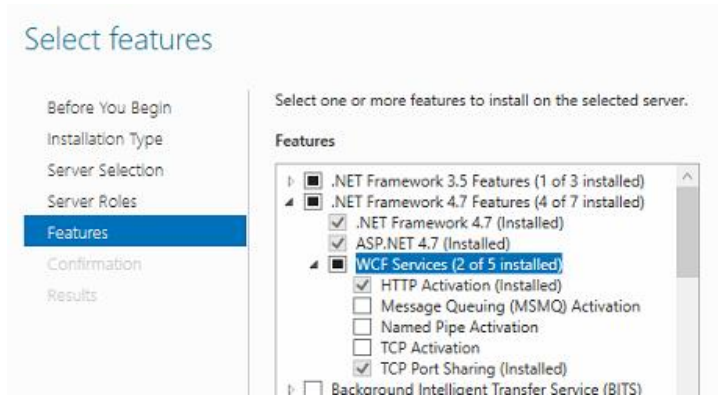 Select features
Before You Begin
Installation Type
Server Selection
Server Roles
Features
Confirmation
Results
Select one or more features to install on the selected server.
Features
.NET Framework 3.5 Features (1 of 3 installed)
.NET Framework 4.7 Features (4 of 7 installed)
.NET Framework 4.7 (Installed)
ASP.NET 4.7 (Installed)
WCF Services (2 of 5 installed)
HTTP Activation (Installed)
Message Queuing (MSMQ) Activation
Named Pipe Activation
TCP Activation
TCP Port Sharing (Installed)
Background Intelligent Transfer Service (BITS)